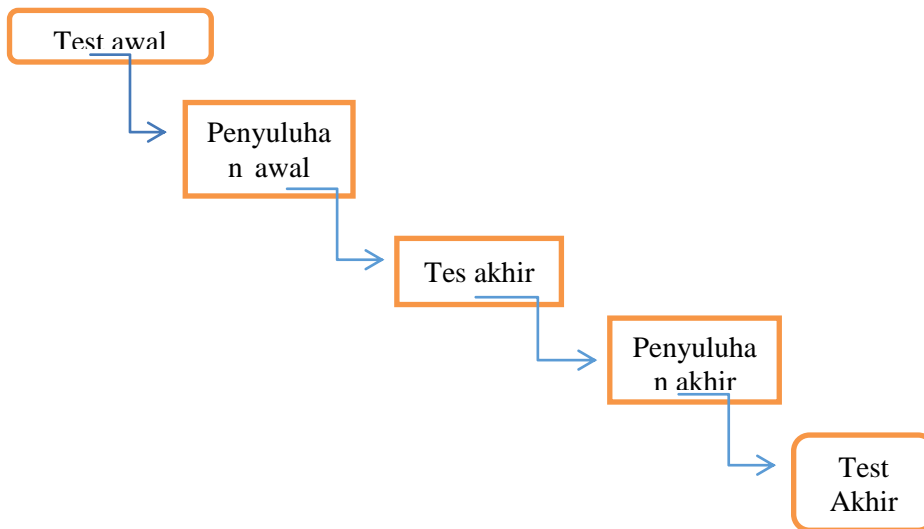 Test awal
Penyuluha
n awal
Tes akhir
Penyuluha
n akhir
Test
Akhir